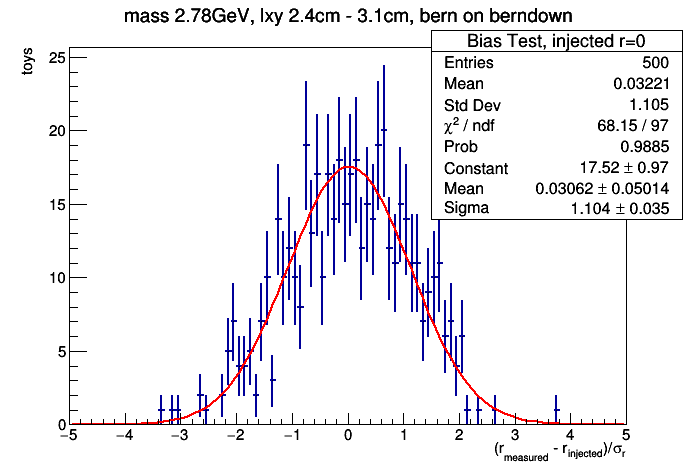 mass 2.78GeV, lxy 2.4cm - 3.1cm, bern on berndown
Bias Test, injected r=0
Entries 500
Mean 0.03221
Std Dev 1.105
χ² / ndf 68.15 / 97
Prob 0.9885
Constant 17.52 ± 0.97
Mean 0.03062 ± 0.05014
Sigma 1.104 ± 0.035
toys
25
20
15
10
5
0
−5 −4 −3 −2 −1 0 1 2 3 4 5
(r_measured - r_injected)/σ_r